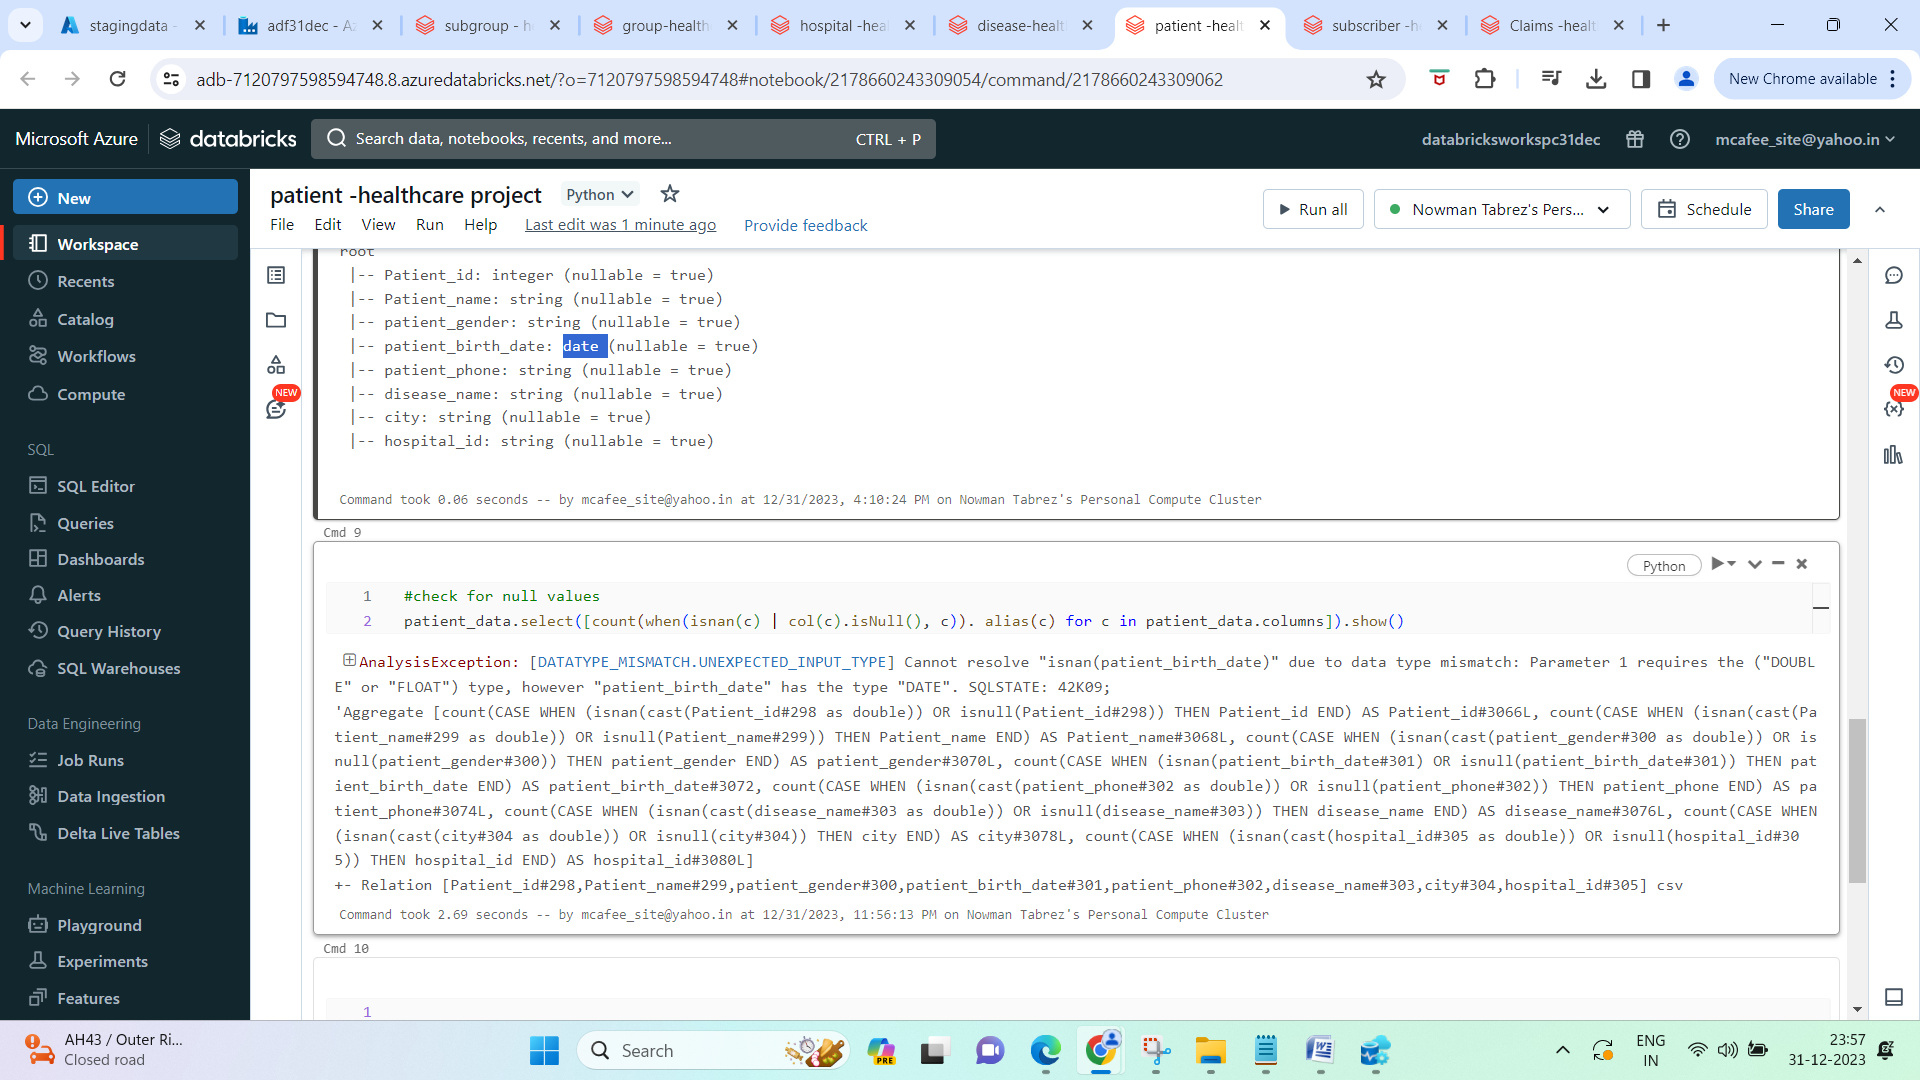 stagingdata -
adf31dec - Az
subgroup - he
group-healthc
hospital -heal
disease-health
patient -healt
subscriber -he
Claims -healt
adb-7120797598594748.8.azuredatabricks.net/?o=7120797598594748#notebook/2178660243309054/command/2178660243309062
New Chrome available
Microsoft Azure
databricks
Search data, notebooks, recents, and more...
CTRL + P
databricksworkspc31dec
mcafee_site@yahoo.in
New
Workspace
Recents
Catalog
Workflows
Compute
SQL
SQL Editor
Queries
Dashboards
Alerts
Query History
SQL Warehouses
Data Engineering
Job Runs
Data Ingestion
Delta Live Tables
Machine Learning
Playground
Experiments
Features
patient -healthcare project
Python
File Edit View Run Help Last edit was 1 minute ago Provide feedback
Run all
Nowman Tabrez's Pers...
Schedule
Share
NEW
NEW
root
|-- Patient_id: integer (nullable = true)
|-- Patient_name: string (nullable = true)
|-- patient_gender: string (nullable = true)
|-- patient_birth_date: date (nullable = true)
|-- patient_phone: string (nullable = true)
|-- disease_name: string (nullable = true)
|-- city: string (nullable = true)
|-- hospital_id: string (nullable = true)
Command took 0.06 seconds -- by mcafee_site@yahoo.in at 12/31/2023, 4:10:24 PM on Nowman Tabrez's Personal Compute Cluster
Cmd 9
Python
1 #check for null values
2 patient_data.select([count(when(isnan(c) | col(c).isNull(), c)). alias(c) for c in patient_data.columns]).show()
AnalysisException: [DATATYPE_MISMATCH.UNEXPECTED_INPUT_TYPE] Cannot resolve "isnan(patient_birth_date)" due to data type mismatch: Parameter 1 requires the ("DOUBL
E" or "FLOAT") type, however "patient_birth_date" has the type "DATE". SQLSTATE: 42K09;
'Aggregate [count(CASE WHEN (isnan(cast(Patient_id#298 as double)) OR isnull(Patient_id#298)) THEN Patient_id END) AS Patient_id#3066L, count(CASE WHEN (isnan(cast(Pa
tient_name#299 as double)) OR isnull(Patient_name#299)) THEN Patient_name END) AS Patient_name#3068L, count(CASE WHEN (isnan(cast(patient_gender#300 as double)) OR is
null(patient_gender#300)) THEN patient_gender END) AS patient_gender#3070L, count(CASE WHEN (isnan(patient_birth_date#301) OR isnull(patient_birth_date#301)) THEN pat
ient_birth_date END) AS patient_birth_date#3072, count(CASE WHEN (isnan(cast(patient_phone#302 as double)) OR isnull(patient_phone#302)) THEN patient_phone END) AS pa
tient_phone#3074L, count(CASE WHEN (isnan(cast(disease_name#303 as double)) OR isnull(disease_name#303)) THEN disease_name END) AS disease_name#3076L, count(CASE WHEN
(isnan(cast(city#304 as double)) OR isnull(city#304)) THEN city END) AS city#3078L, count(CASE WHEN (isnan(cast(hospital_id#305 as double)) OR isnull(hospital_id#30
5)) THEN hospital_id END) AS hospital_id#3080L]
+- Relation [Patient_id#298,Patient_name#299,patient_gender#300,patient_birth_date#301,patient_phone#302,disease_name#303,city#304,hospital_id#305] csv
Command took 2.69 seconds -- by mcafee_site@yahoo.in at 12/31/2023, 11:56:13 PM on Nowman Tabrez's Personal Compute Cluster
Cmd 10
1
AH43 / Outer Ri...
Closed road
Search
PRE
ENG
IN
23:57
31-12-2023